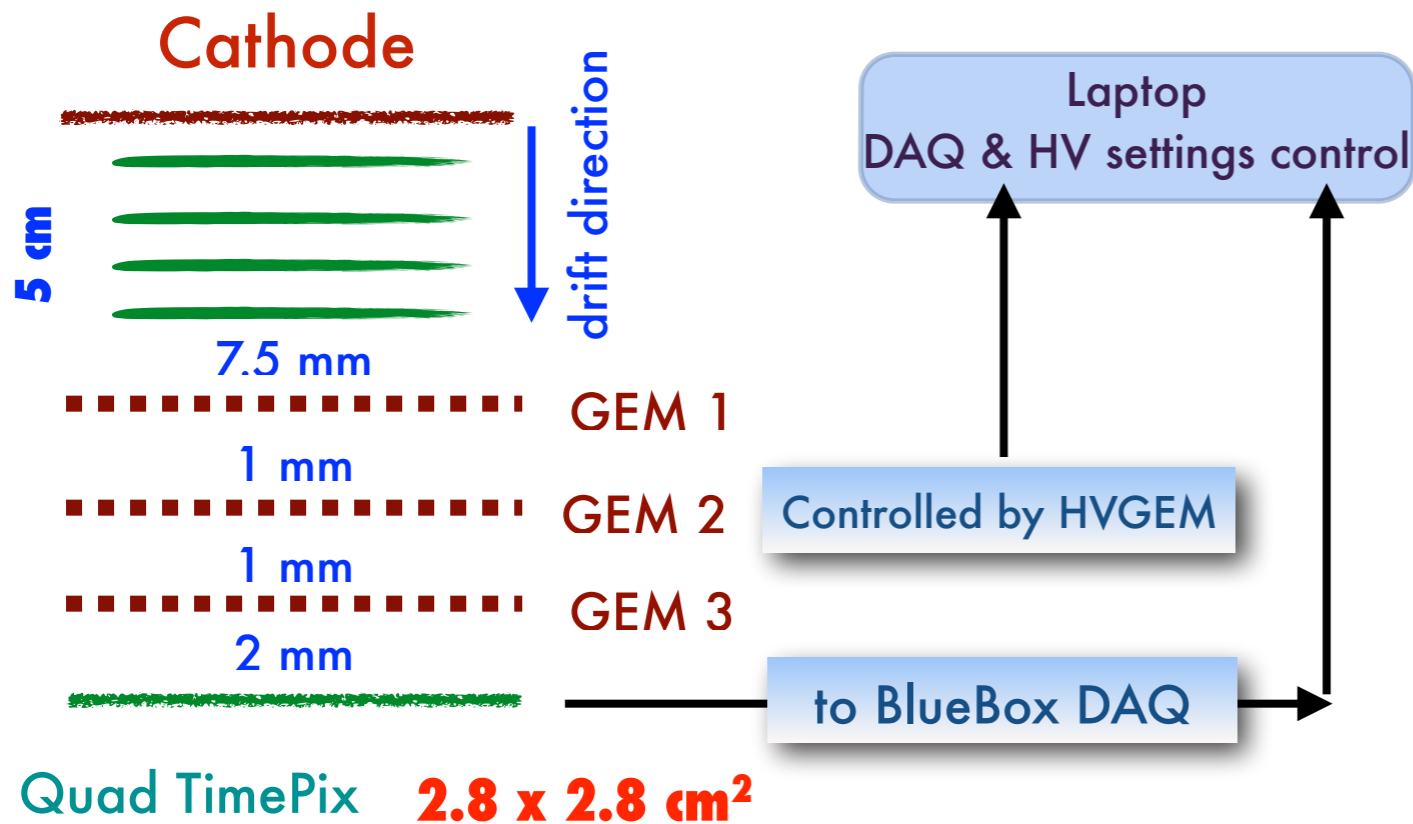 Cathode
5 cm
drift direction
7.5 mm
GEM 1
1 mm
GEM 2
1 mm
GEM 3
2 mm
Quad TimePix 2.8 x 2.8 cm²
Laptop
DAQ & HV settings control
Controlled by HVGEM
to BlueBox DAQ